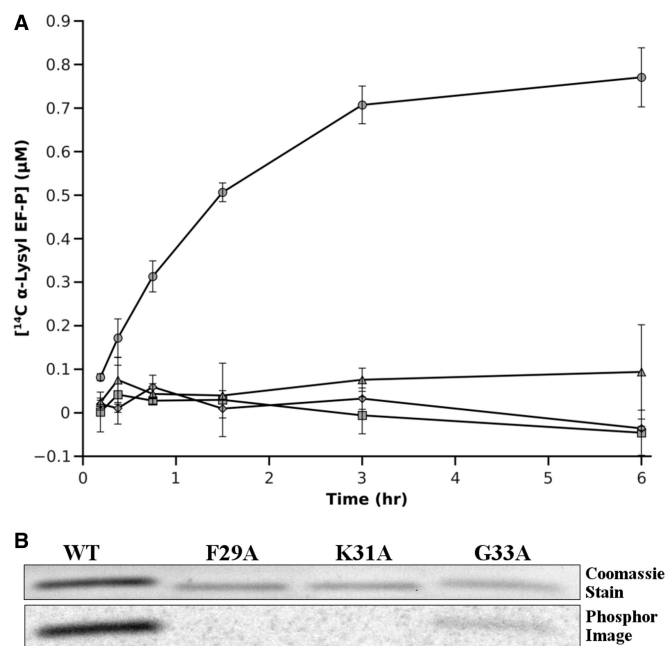 A
[¹⁴C α-Lysyl EF-P] (µM)
0.9
0.8
0.7
0.6
0.5
0.4
0.3
0.2
0.1
0
−0.1
0 1 2 3 4 5 6
Time (hr)
B
WT F29A K31A G33A
Coomassie
Stain
Phosphor
Image